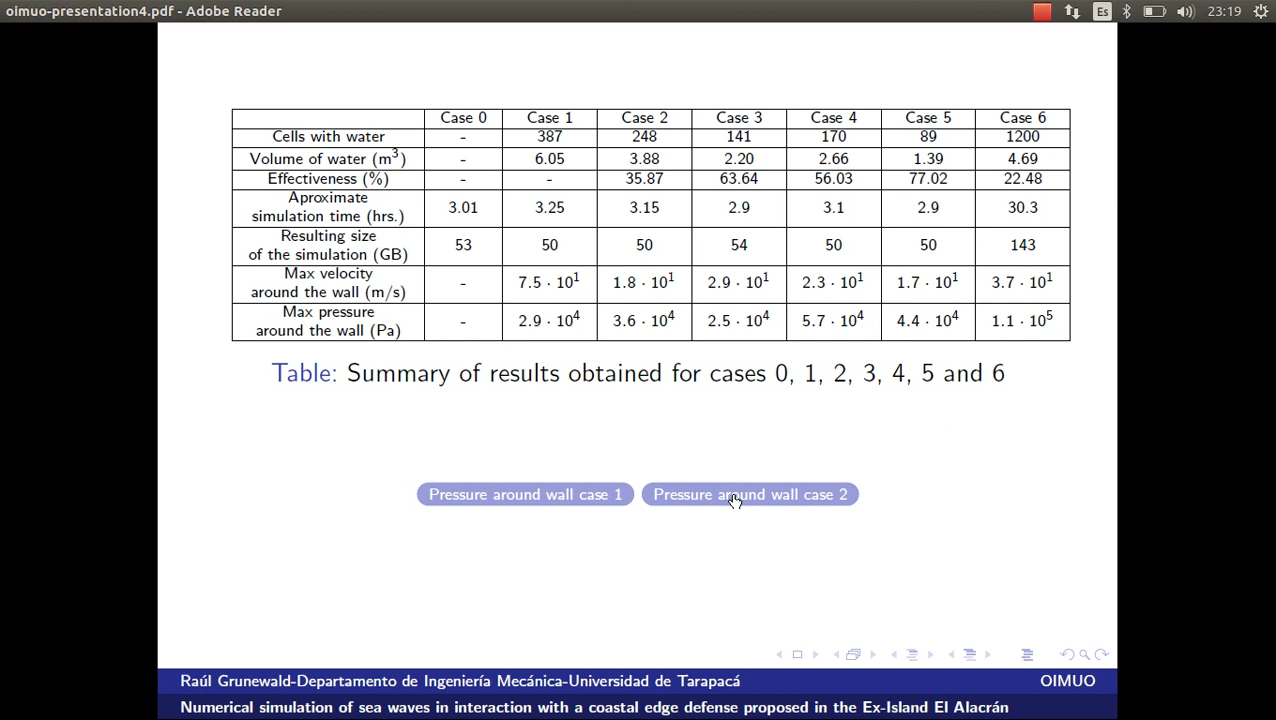 oimuo-presentation4.pdf - Adobe Reader
Es
23:19
Case 0 Case 1 Case 2 Case 3 Case 4 Case 5 Case 6
Cells with water - 387 248 141 170 89 1200
Volume of water (m³) - 6.05 3.88 2.20 2.66 1.39 4.69
Effectiveness (%) - - 35.87 63.64 56.03 77.02 22.48
Aproximate
simulation time (hrs.) 3.01 3.25 3.15 2.9 3.1 2.9 30.3
Resulting size
of the simulation (GB) 53 50 50 54 50 50 143
Max velocity
around the wall (m/s) - 7.5 · 10¹ 1.8 · 10¹ 2.9 · 10¹ 2.3 · 10¹ 1.7 · 10¹ 3.7 · 10¹
Max pressure
around the wall (Pa) - 2.9 · 10⁴ 3.6 · 10⁴ 2.5 · 10⁴ 5.7 · 10⁴ 4.4 · 10⁴ 1.1 · 10⁵
Table: Summary of results obtained for cases 0, 1, 2, 3, 4, 5 and 6
Pressure around wall case 1 Pressure around wall case 2
Raúl Grunewald-Departamento de Ingeniería Mecánica-Universidad de Tarapacá OIMUO
Numerical simulation of sea waves in interaction with a coastal edge defense proposed in the Ex-Island El Alacrán